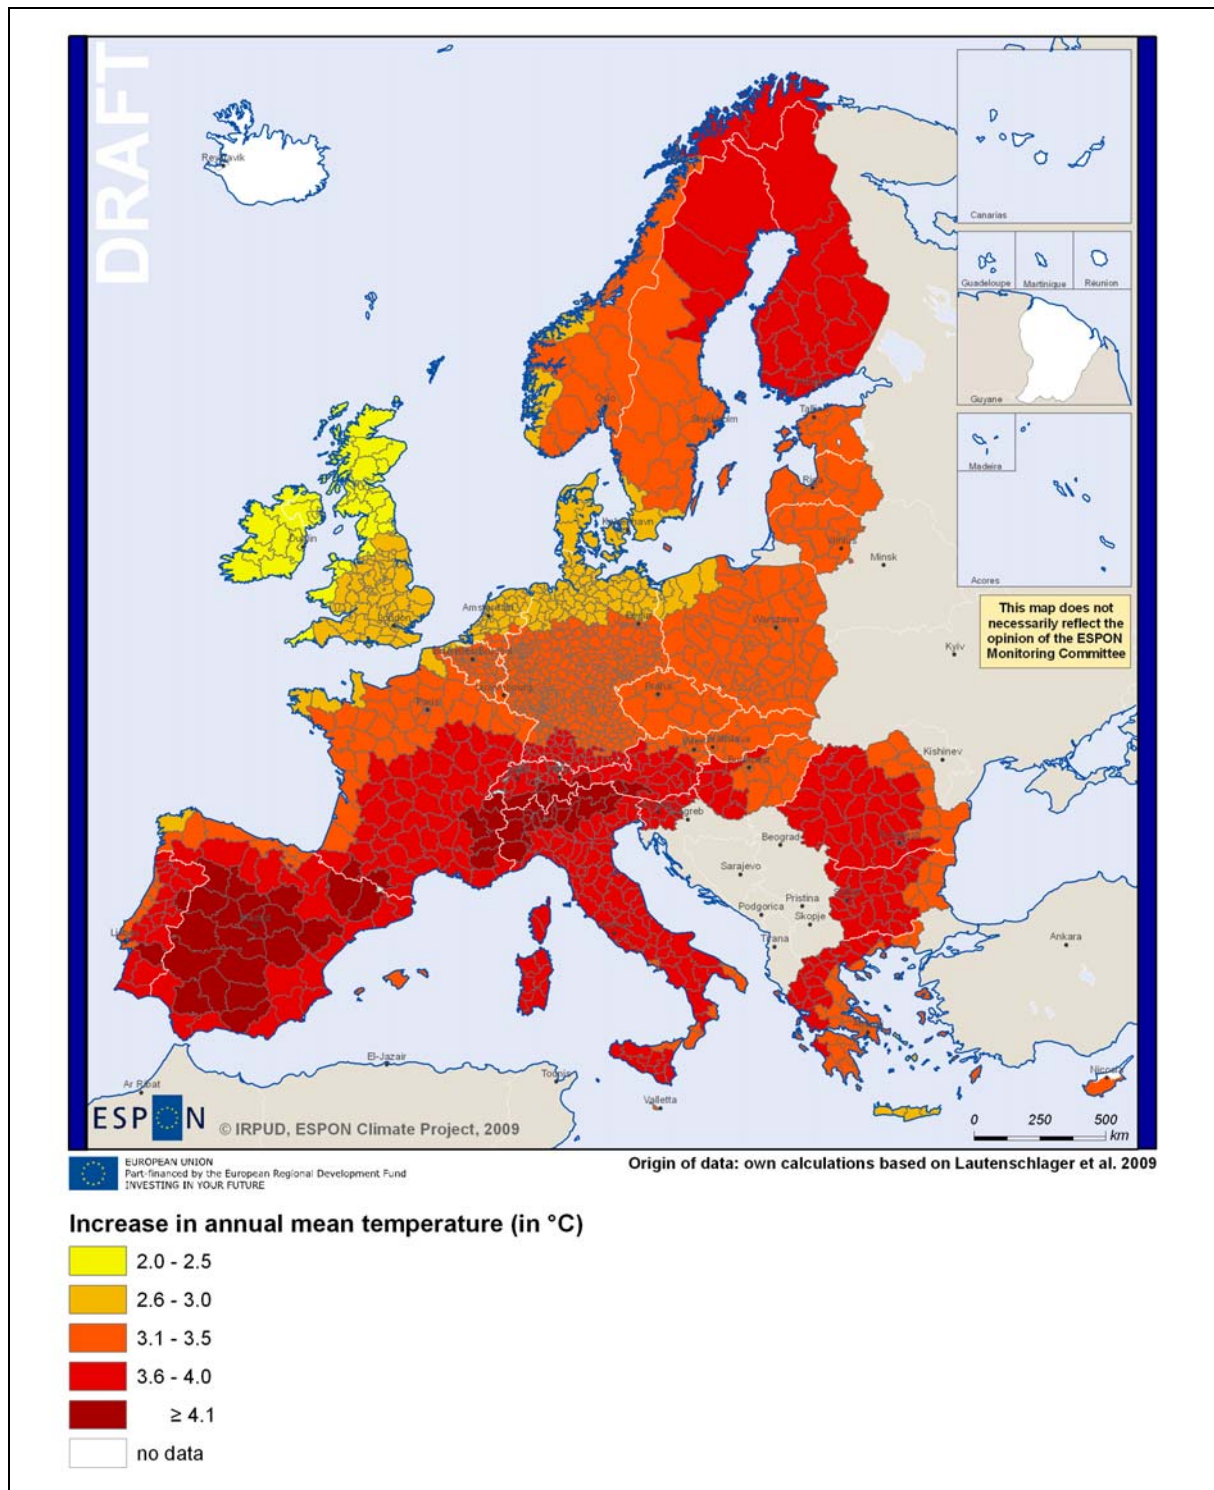 DRAFT
Reykjavik
Canarias
Guadeloupe
Martinique
Réunion
Guyane
Madeira
Acores
This map does not
necessarily reflect the
opinion of the ESPON
Monitoring Committee
Oslo
Stockholm
Riga
Vilnius
Minsk
Dublin
London
Amsterdam
Warszawa
Kyiv
Praha
Paris
Kishinev
Beograd
Sarajevo
Pristina
Podgorica
Skopje
Tirana
Ankara
El-Jazair
Tounis
Ar Ribat
Valletta
ESPON
© IRPUD, ESPON Climate Project, 2009
0 250 500
km
EUROPEAN UNION
Part-financed by the European Regional Development Fund
INVESTING IN YOUR FUTURE
Origin of data: own calculations based on Lautenschlager et al. 2009
Increase in annual mean temperature (in °C)
2.0 - 2.5
2.6 - 3.0
3.1 - 3.5
3.6 - 4.0
≥ 4.1
no data